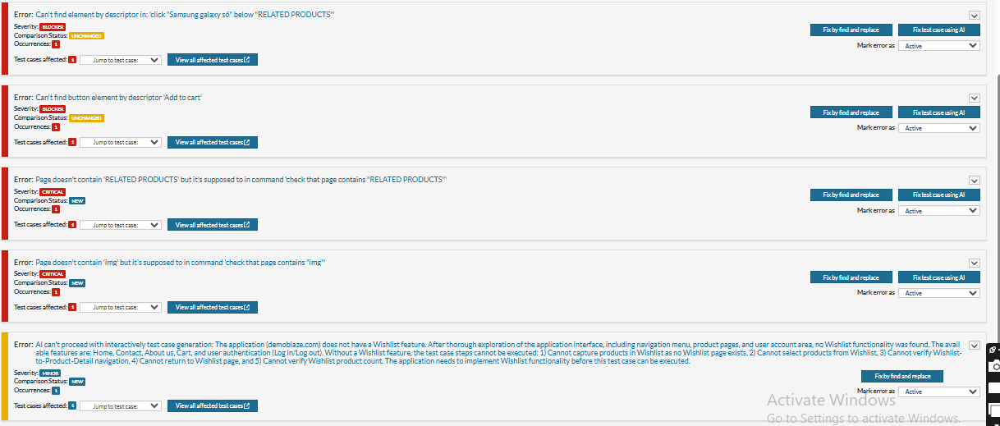 Error: Can't find element by descriptor in: 'click "Samsung galaxy s6" below "RELATED PRODUCTS"'
Severity: BLOCKER
Comparison Status: UNCHANGED
Occurrences: 1
Test cases affected: 1 Jump to test case: View all affected test cases
Fix by find and replace Fix test case using AI
Mark error as Active
Error: Can't find button element by descriptor 'Add to cart'
Severity: BLOCKER
Comparison Status: UNCHANGED
Occurrences: 1
Test cases affected: 1 Jump to test case: View all affected test cases
Fix by find and replace Fix test case using AI
Mark error as Active
Error: Page doesn't contain 'RELATED PRODUCTS' but it's supposed to in command 'check that page contains "RELATED PRODUCTS"'
Severity: CRITICAL
Comparison Status: NEW
Occurrences: 1
Test cases affected: 1 Jump to test case: View all affected test cases
Fix by find and replace Fix test case using AI
Mark error as Active
Error: Page doesn't contain 'img' but it's supposed to in command 'check that page contains "img"'
Severity: CRITICAL
Comparison Status: NEW
Occurrences: 1
Test cases affected: 1 Jump to test case: View all affected test cases
Fix by find and replace Fix test case using AI
Mark error as Active
Error: AI can't proceed with interactively test case generation: The application (demoblaze.com) does not have a Wishlist feature. After thorough exploration of the application interface, including navigation menu, product pages, and user account area, no Wishlist functionality was found. The avail
able features are: Home, Contact, About us, Cart, and user authentication (Log in/Log out). Without a Wishlist feature, the test case steps cannot be executed: 1) Cannot capture products in Wishlist as no Wishlist page exists, 2) Cannot select products from Wishlist, 3) Cannot verify Wishlist-
to-Product-Detail navigation, 4) Cannot return to Wishlist page, and 5) Cannot verify Wishlist product count. The application needs to implement Wishlist functionality before this test case can be executed.
Severity: MINOR
Comparison Status: NEW
Occurrences: 1
Test cases affected: 1 Jump to test case: View all affected test cases
Fix by find and replace
Mark error as Active
Activate Windows
Go to Settings to activate Windows.